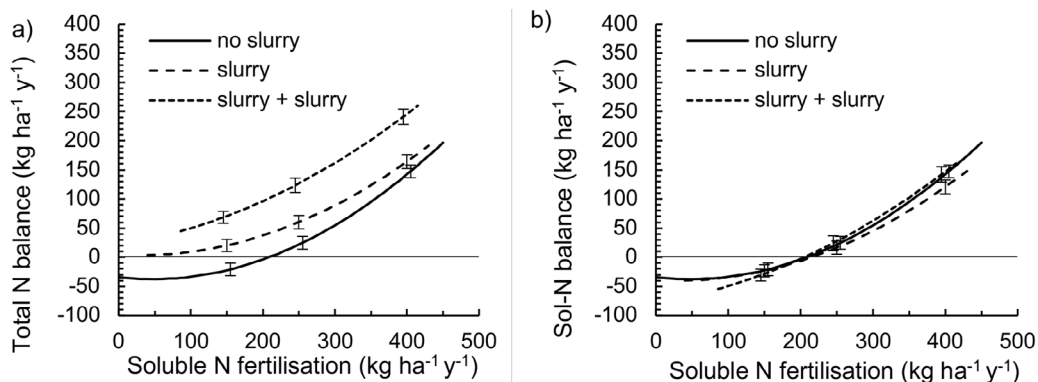 a)
Total N balance (kg ha-1 y-1)
400
350
300
250
200
150
100
50
0
-50
-100
no slurry
slurry
slurry + slurry
0 100 200 300 400 500
Soluble N fertilisation (kg ha-1 y-1)
b)
Sol-N balance (kg ha-1 y-1)
400
350
300
250
200
150
100
50
0
-50
-100
no slurry
slurry
slurry + slurry
0 100 200 300 400 500
Soluble N fertilisation (kg ha-1 y-1)